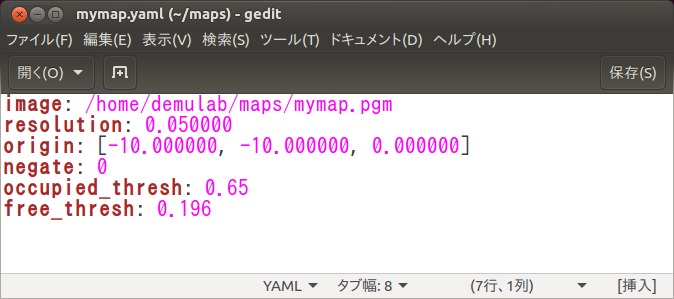 mymap.yaml (~/maps) - gedit
ファイル(F) 編集(E) 表示(V) 検索(S) ツール(T) ドキュメント(D) ヘルプ(H)
開く(O) 保存(S)
image: /home/demulab/maps/mymap.pgm
resolution: 0.050000
origin: [-10.000000, -10.000000, 0.000000]
negate: 0
occupied_thresh: 0.65
free_thresh: 0.196
YAML タブ幅: 8 (7行、1列) [挿入]